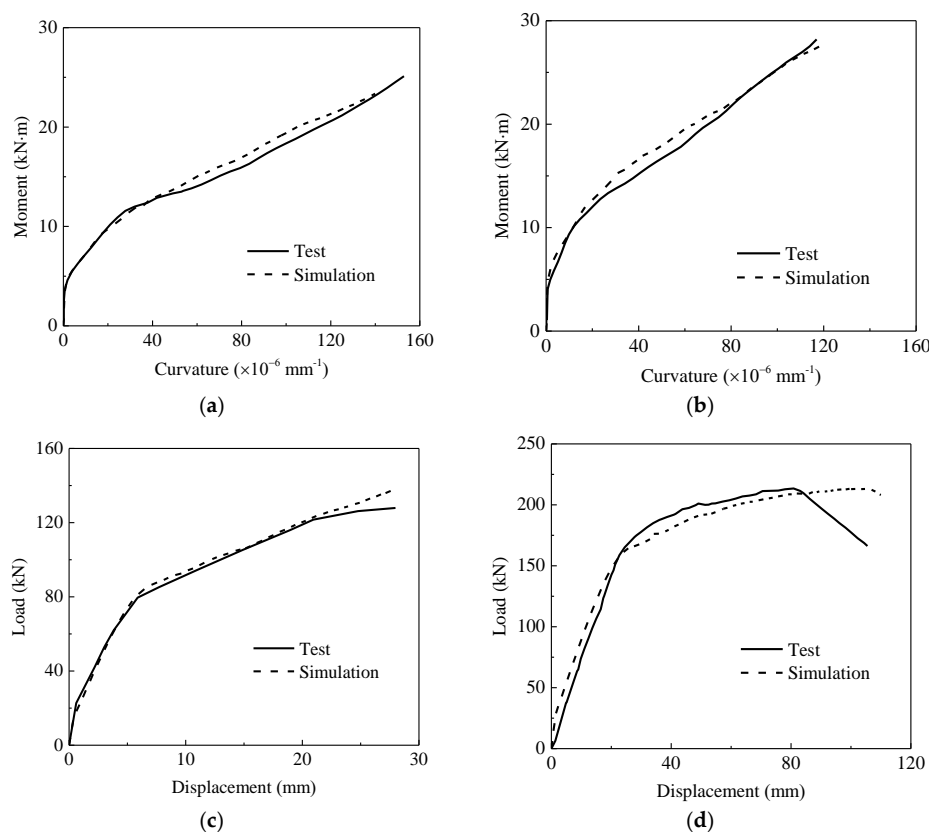 30
20
10
0
Moment (kN·m)
Test
Simulation
0 40 80 120 160
Curvature (×10⁻⁶ mm⁻¹)
(a)
30
20
10
0
Moment (kN·m)
Test
Simulation
0 40 80 120 160
Curvature (×10⁻⁶ mm⁻¹)
(b)
160
120
80
40
0
Load (kN)
Test
Simulation
0 10 20 30
Displacement (mm)
(c)
250
200
150
100
50
0
Load (kN)
Test
Simulation
0 40 80 120
Displacement (mm)
(d)